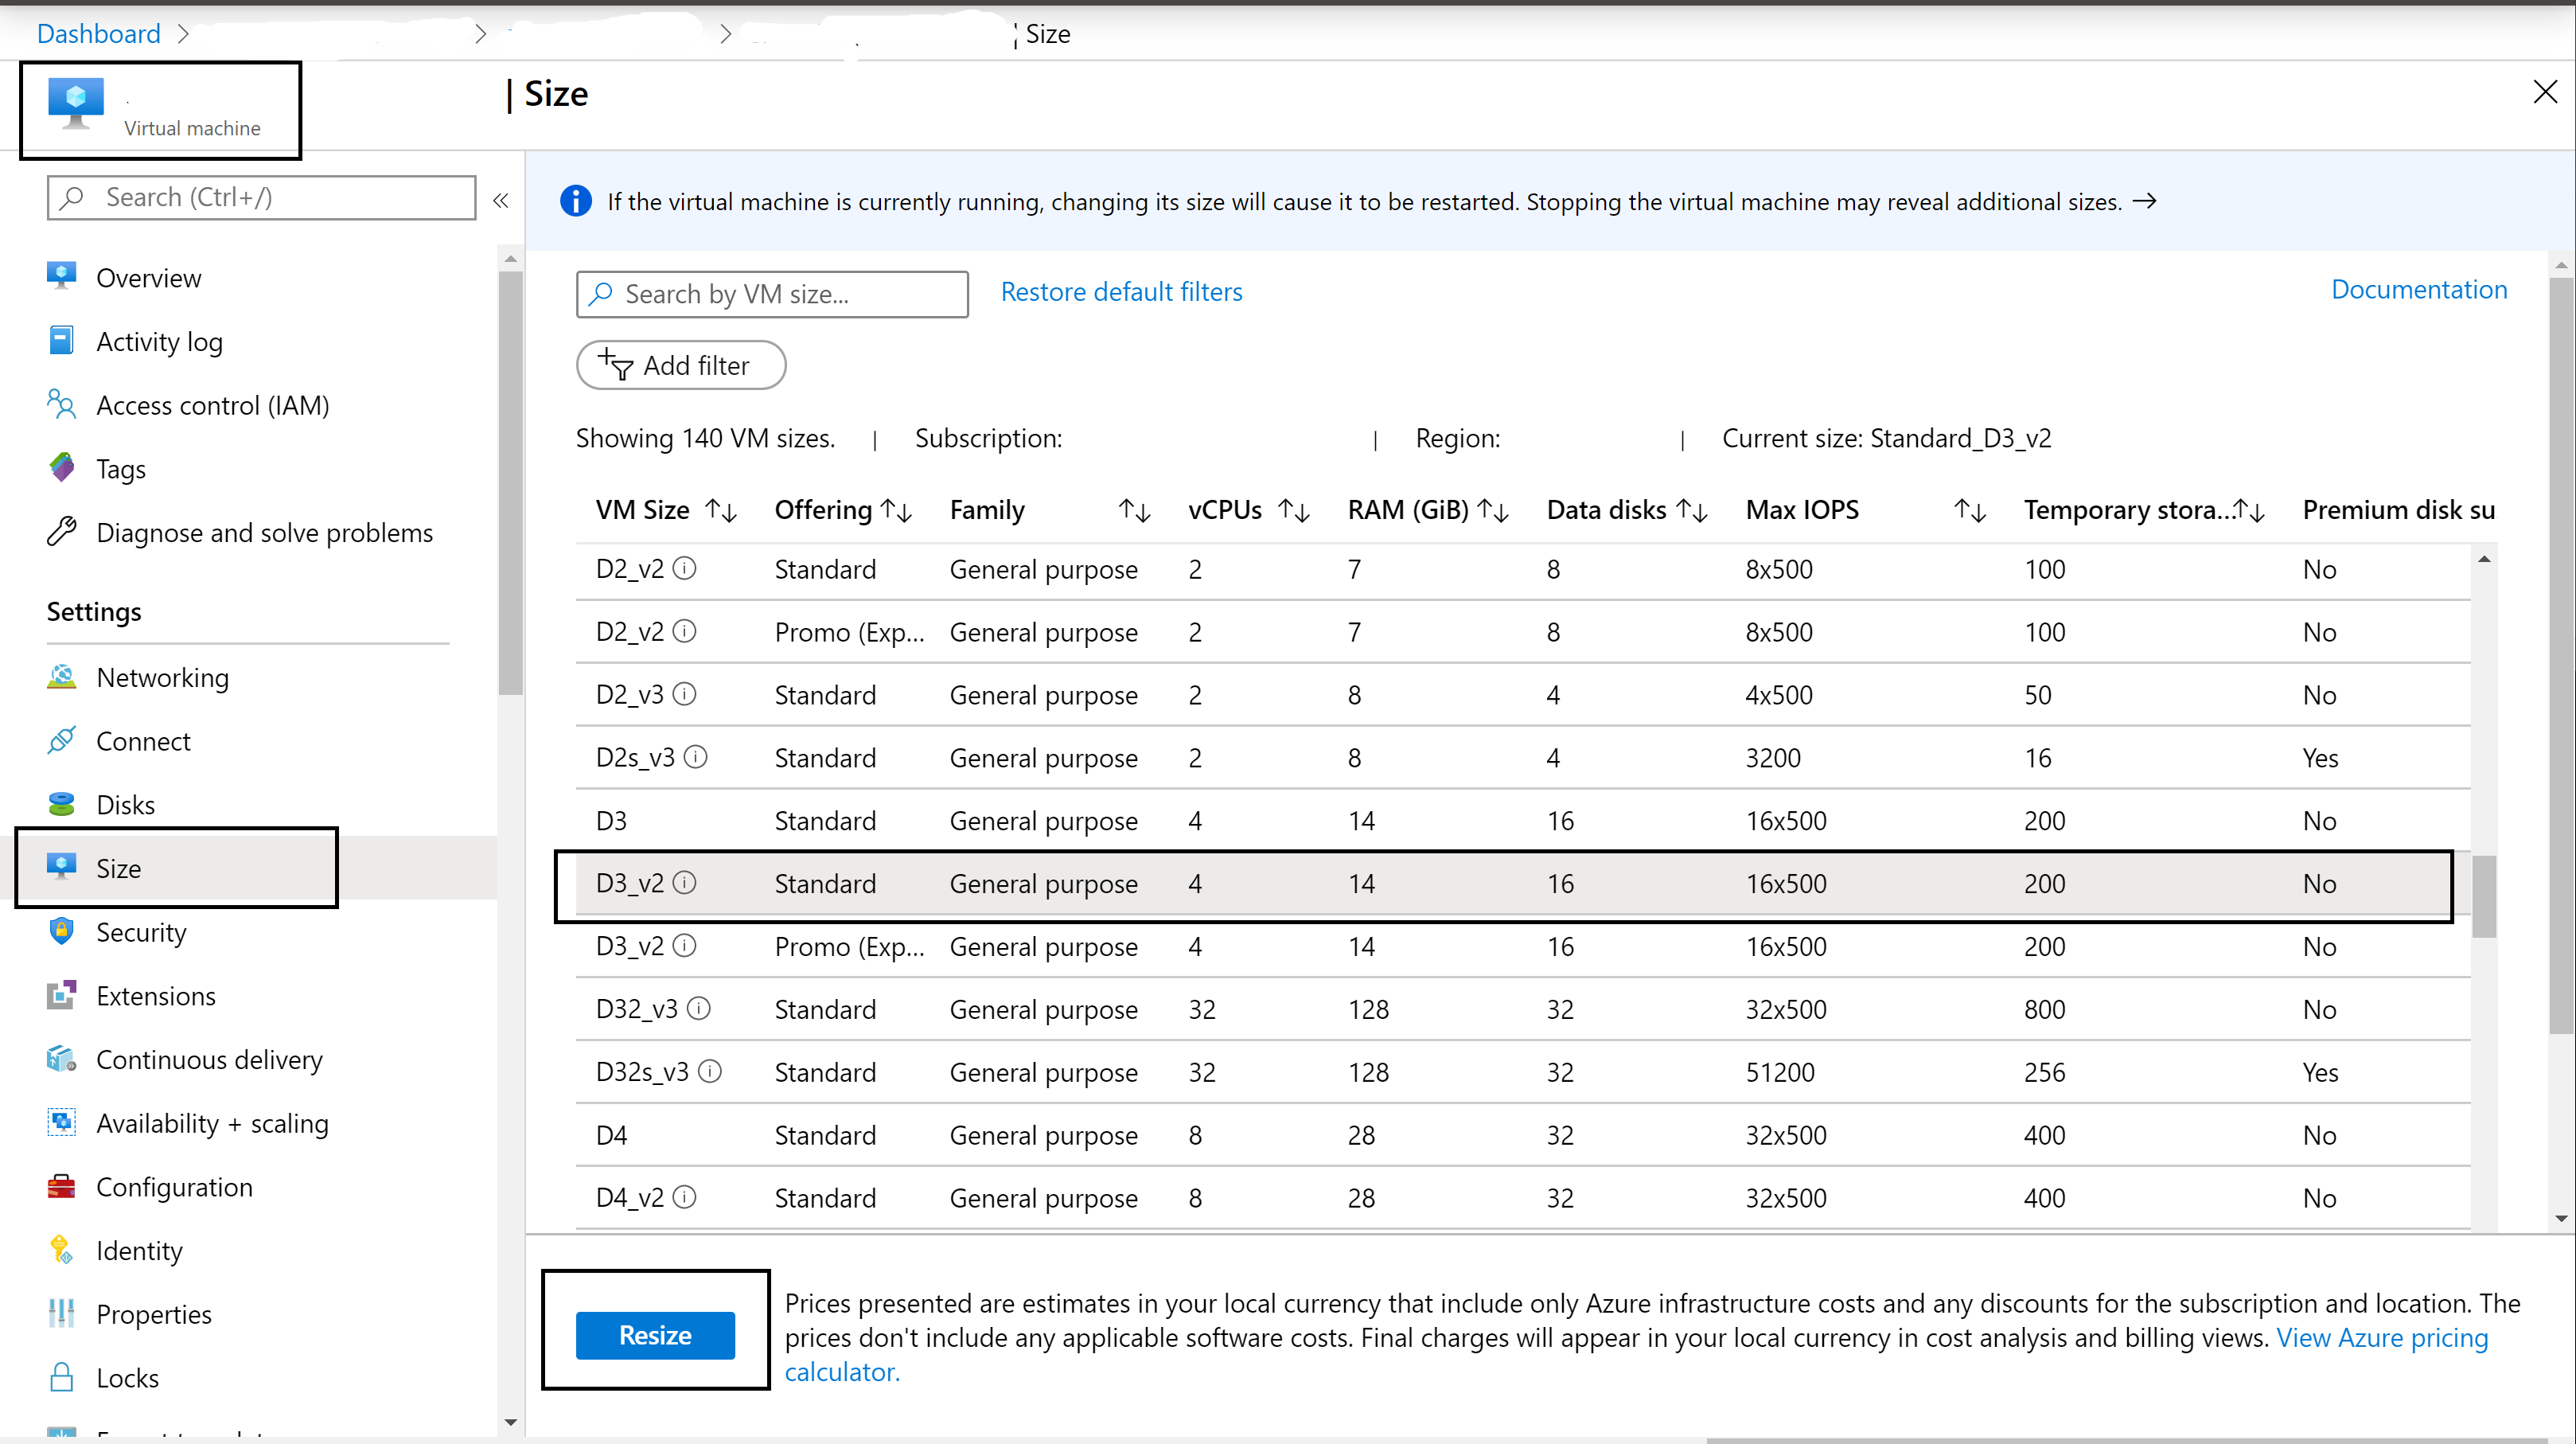 Dashboard > > > | Size
Virtual machine
| Size
Search (Ctrl+/)
«
Overview
Activity log
Access control (IAM)
Tags
Diagnose and solve problems
Settings
Networking
Connect
Disks
Size
Security
Extensions
Continuous delivery
Availability + scaling
Configuration
Identity
Properties
Locks
If the virtual machine is currently running, changing its size will cause it to be restarted. Stopping the virtual machine may reveal additional sizes. →
Search by VM size...
Restore default filters
Documentation
Add filter
Showing 140 VM sizes. | Subscription: | Region: | Current size: Standard_D3_v2
VM Size ↑↓ Offering ↑↓ Family ↑↓ vCPUs ↑↓ RAM (GiB) ↑↓ Data disks ↑↓ Max IOPS ↑↓ Temporary stora...↑↓ Premium disk su
D2_v2 Standard General purpose 2 7 8 8x500 100 No
D2_v2 Promo (Exp... General purpose 2 7 8 8x500 100 No
D2_v3 Standard General purpose 2 8 4 4x500 50 No
D2s_v3 Standard General purpose 2 8 4 3200 16 Yes
D3 Standard General purpose 4 14 16 16x500 200 No
D3_v2 Standard General purpose 4 14 16 16x500 200 No
D3_v2 Promo (Exp... General purpose 4 14 16 16x500 200 No
D32_v3 Standard General purpose 32 128 32 32x500 800 No
D32s_v3 Standard General purpose 32 128 32 51200 256 Yes
D4 Standard General purpose 8 28 32 32x500 400 No
D4_v2 Standard General purpose 8 28 32 32x500 400 No
Resize
Prices presented are estimates in your local currency that include only Azure infrastructure costs and any discounts for the subscription and location. The
prices don't include any applicable software costs. Final charges will appear in your local currency in cost analysis and billing views. View Azure pricing
calculator.